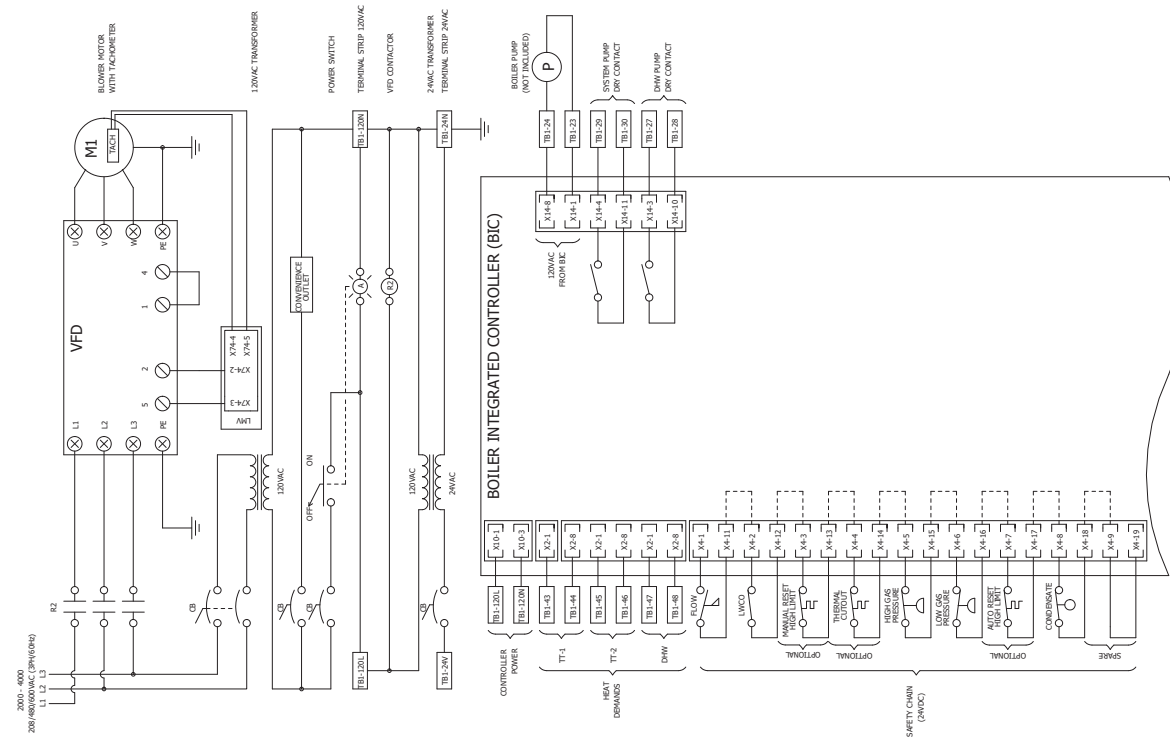 2000 - 4000
208/480/600VAC (3PH/60Hz)
L1
L2
L3
R2
CB
L1
L2
L3
PE
VFD
U
V
W
PE
5
2
1
4
LMV
X74-3
X74-2
X74-4
X74-5
M1
TACH
BLOWER MOTOR
WITH TACHOMETER
120VAC TRANSFORMER
120VAC
CB
CB
OFF
ON
CONVENIENCE
OUTLET
POWER SWITCH
TERMINAL STRIP 120VAC
TB1-120L
A
TB1-120N
R2
VFD CONTACTOR
120VAC
24VAC
24VAC TRANSFORMER
TERMINAL STRIP 24VAC
TB1-24V
CB
TB1-24N
BOILER INTEGRATED CONTROLLER (BIC)
CONTROLLER
POWER
TB1-120L
X10-1
TB1-120N
X10-3
HEAT
DEMANDS
TT-1
TB1-43
X2-1
TB1-44
X2-8
TT-2
TB1-45
X2-1
TB1-46
X2-8
DHW
TB1-47
X2-1
TB1-48
X2-8
SAFETY CHAIN
(24VDC)
FLOW
X4-1
X4-11
LWCO
X4-2
X4-12
OPTIONAL
MANUAL RESET
HIGH LIMIT
X4-3
X4-13
OPTIONAL
THERMAL
CUTOUT
X4-4
X4-14
HIGH GAS
PRESSURE
X4-5
X4-15
LOW GAS
PRESSURE
X4-6
X4-16
OPTIONAL
AUTO RESET
HIGH LIMIT
X4-7
X4-17
CONDENSATE
X4-8
X4-18
SPARE
X4-9
X4-19
120VAC
FROM BIC
X14-8
TB1-24
X14-1
TB1-23
BOILER PUMP
(NOT INCLUDED)
P
X14-4
TB1-29
X14-11
TB1-30
SYSTEM PUMP
DRY CONTACT
X14-3
TB1-27
X14-10
TB1-28
DHW PUMP
DRY CONTACT